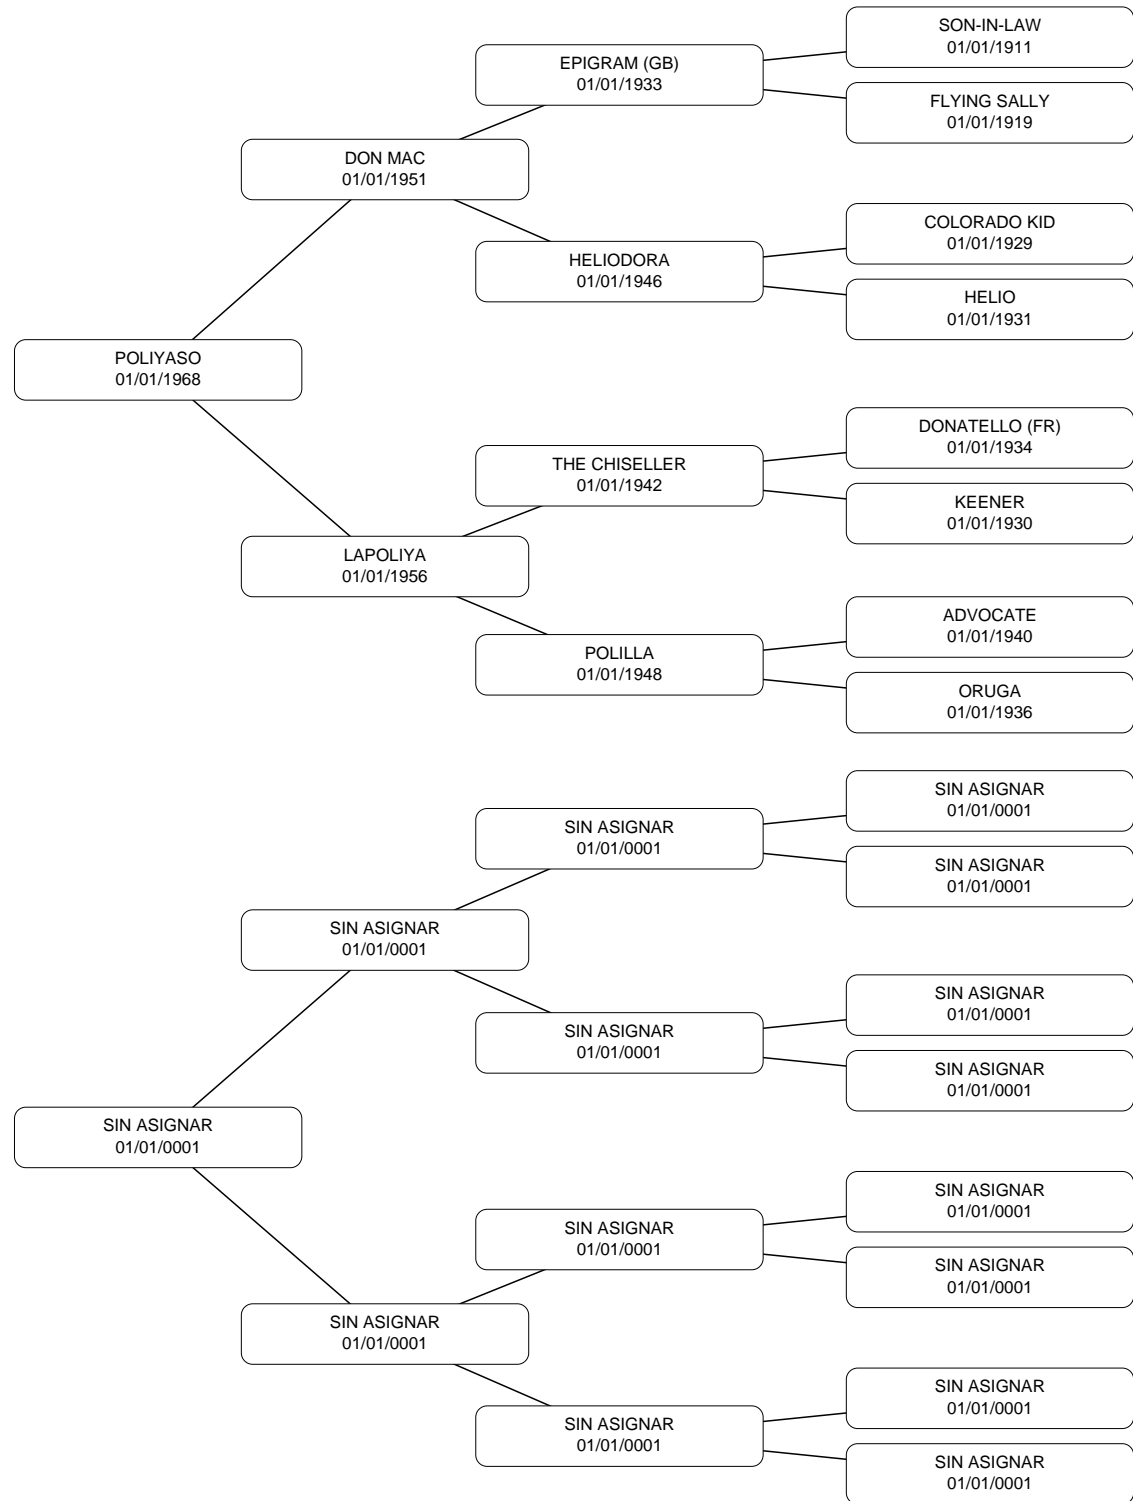 SON-IN-LAW
01/01/1911
EPIGRAM (GB)
01/01/1933
FLYING SALLY
01/01/1919
DON MAC
01/01/1951
COLORADO KID
01/01/1929
HELIODORA
01/01/1946
HELIO
01/01/1931
POLIYASO
01/01/1968
DONATELLO (FR)
01/01/1934
THE CHISELLER
01/01/1942
KEENER
01/01/1930
LAPOLIYA
01/01/1956
ADVOCATE
01/01/1940
POLILLA
01/01/1948
ORUGA
01/01/1936
SIN ASIGNAR
01/01/0001
SIN ASIGNAR
01/01/0001
SIN ASIGNAR
01/01/0001
SIN ASIGNAR
01/01/0001
SIN ASIGNAR
01/01/0001
SIN ASIGNAR
01/01/0001
SIN ASIGNAR
01/01/0001
SIN ASIGNAR
01/01/0001
SIN ASIGNAR
01/01/0001
SIN ASIGNAR
01/01/0001
SIN ASIGNAR
01/01/0001
SIN ASIGNAR
01/01/0001
SIN ASIGNAR
01/01/0001
SIN ASIGNAR
01/01/0001
SIN ASIGNAR
01/01/0001